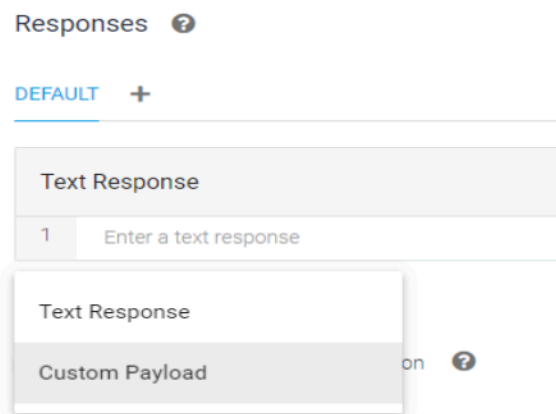 Responses ?
DEFAULT +
Text Response
1 Enter a text response
Text Response
Custom Payload
on ?